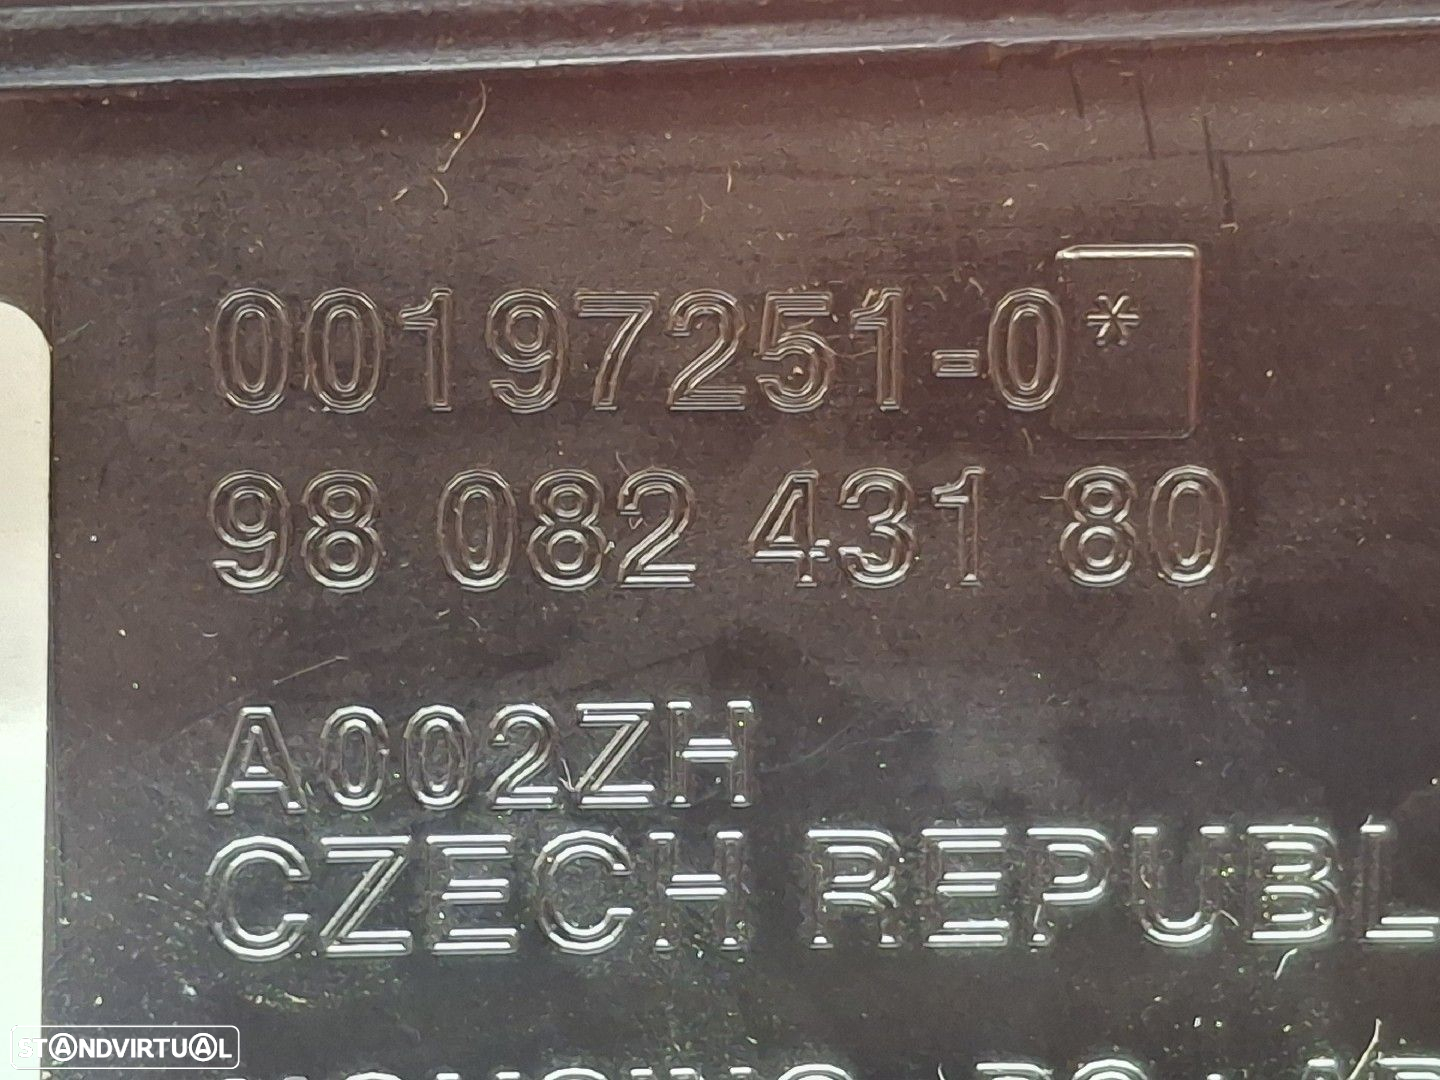 00197251-0*
98 082 431 80
A002ZH
CZECH REPUBL
STANDVIRTUAL